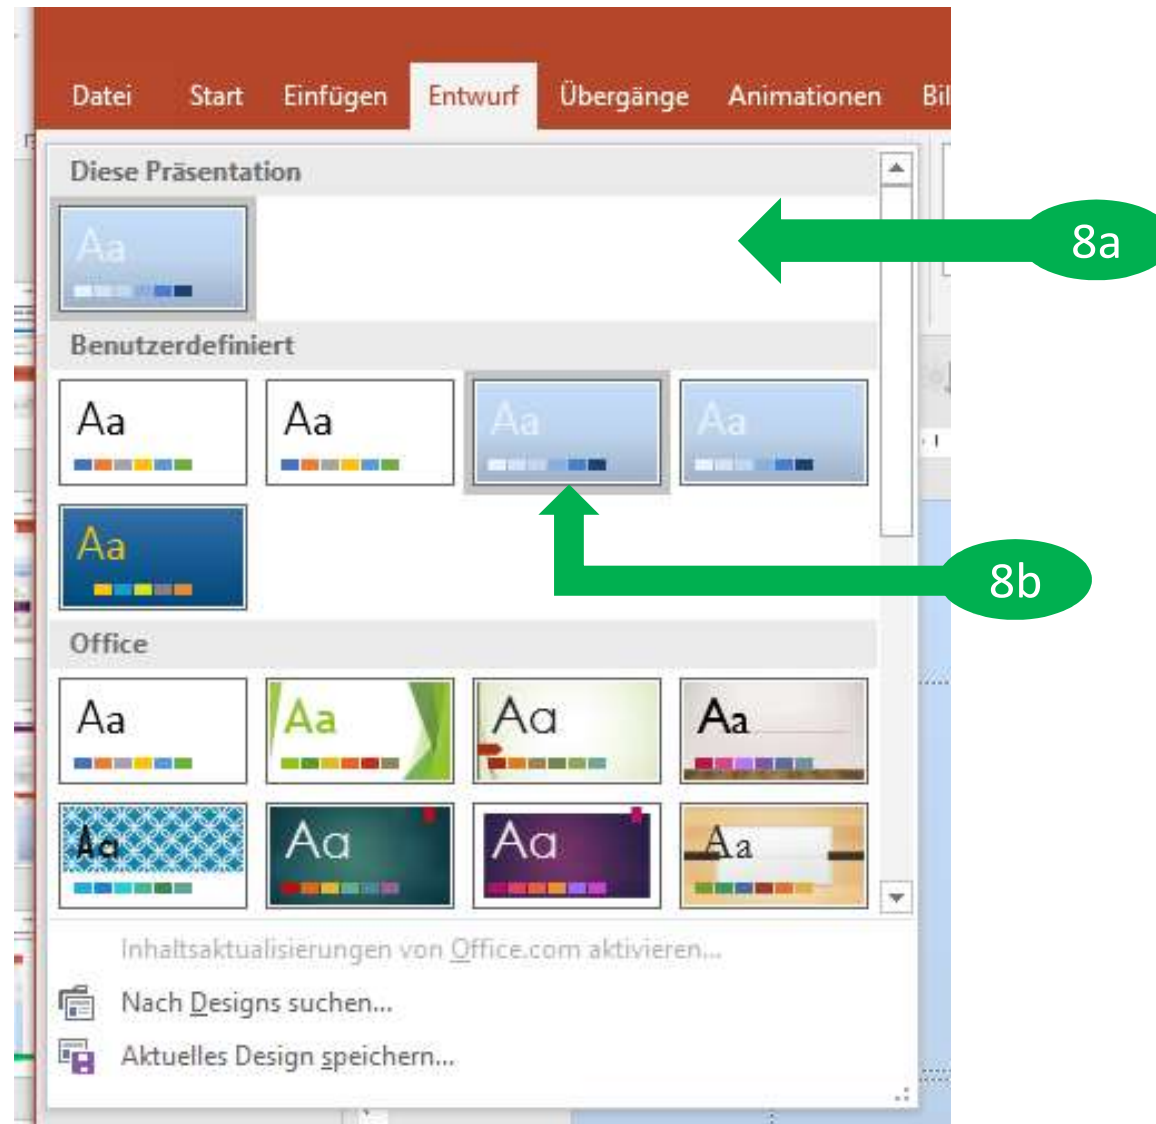 Datei Start Einfügen Entwurf Übergänge Animationen Bil
Diese Präsentation
8a
Aa
Benutzerdefiniert
Aa Aa Aa Aa
Aa
8b
Office
Aa Aa Aa Aa
Aa Aa Aa Aa
Inhaltsaktualisierungen von Office.com aktivieren...
Nach Designs suchen...
Aktuelles Design speichern...